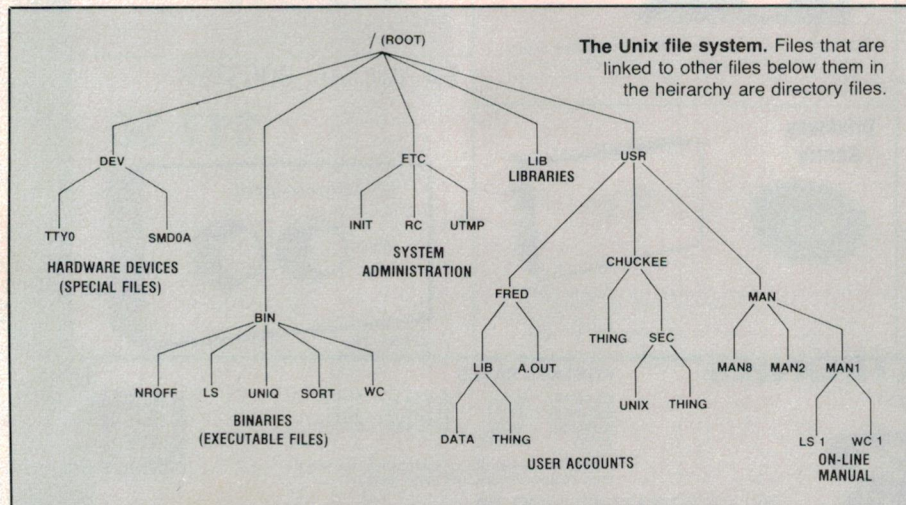 / (ROOT)
The Unix file system. Files that are
linked to other files below them in
the heirarchy are directory files.
DEV
ETC
LIB
LIBRARIES
USR
TTY0
SMD0A
HARDWARE DEVICES
(SPECIAL FILES)
INIT
RC
UTMP
SYSTEM
ADMINISTRATION
BIN
NROFF
LS
UNIQ
SORT
WC
BINARIES
(EXECUTABLE FILES)
FRED
CHUCKEE
MAN
LIB
A.OUT
THING
SEC
MAN8
MAN2
MAN1
DATA
THING
UNIX
THING
LS 1
WC 1
USER ACCOUNTS
ON-LINE
MANUAL